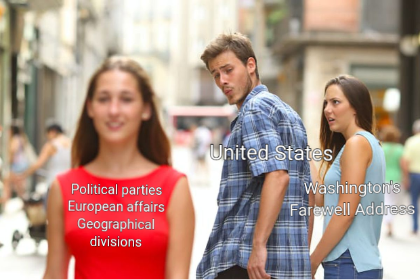 Political parties
European affairs
Geographical
divisions
United States
Washington's
Farewell Address